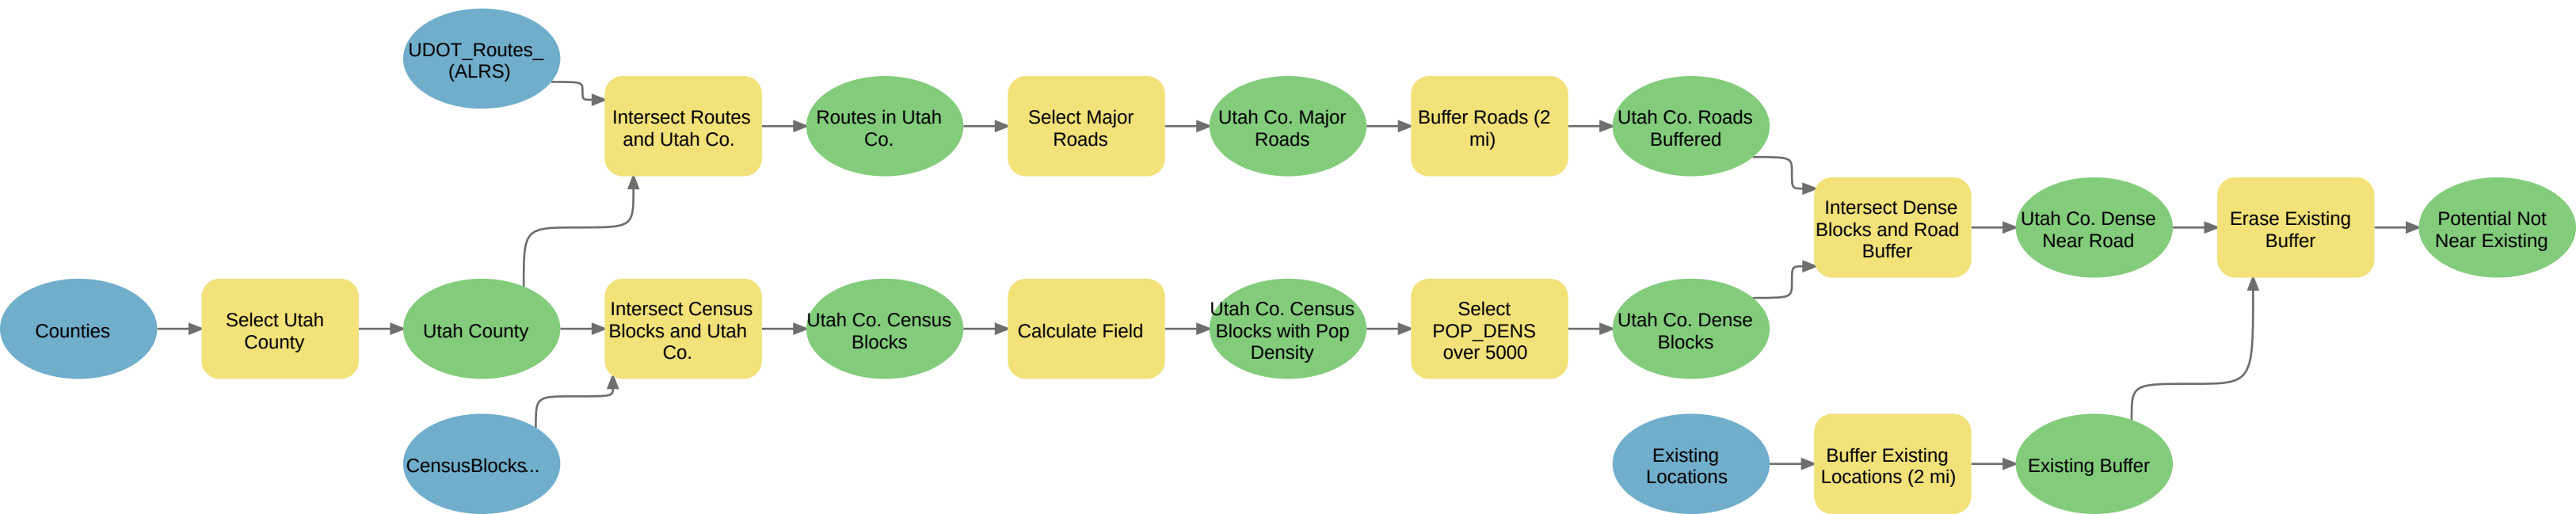 UDOT_Routes_
(ALRS)
Intersect Routes
and Utah Co.
Routes in Utah
Co.
Select Major
Roads
Utah Co. Major
Roads
Buffer Roads (2
mi)
Utah Co. Roads
Buffered
Intersect Dense
Blocks and Road
Buffer
Utah Co. Dense
Near Road
Erase Existing
Buffer
Potential Not
Near Existing
Counties
Select Utah
County
Utah County
Intersect Census
Blocks and Utah
Co.
Utah Co. Census
Blocks
Calculate Field
Utah Co. Census
Blocks with Pop
Density
Select
POP_DENS
over 5000
Utah Co. Dense
Blocks
CensusBlocks...
Existing
Locations
Buffer Existing
Locations (2 mi)
Existing Buffer